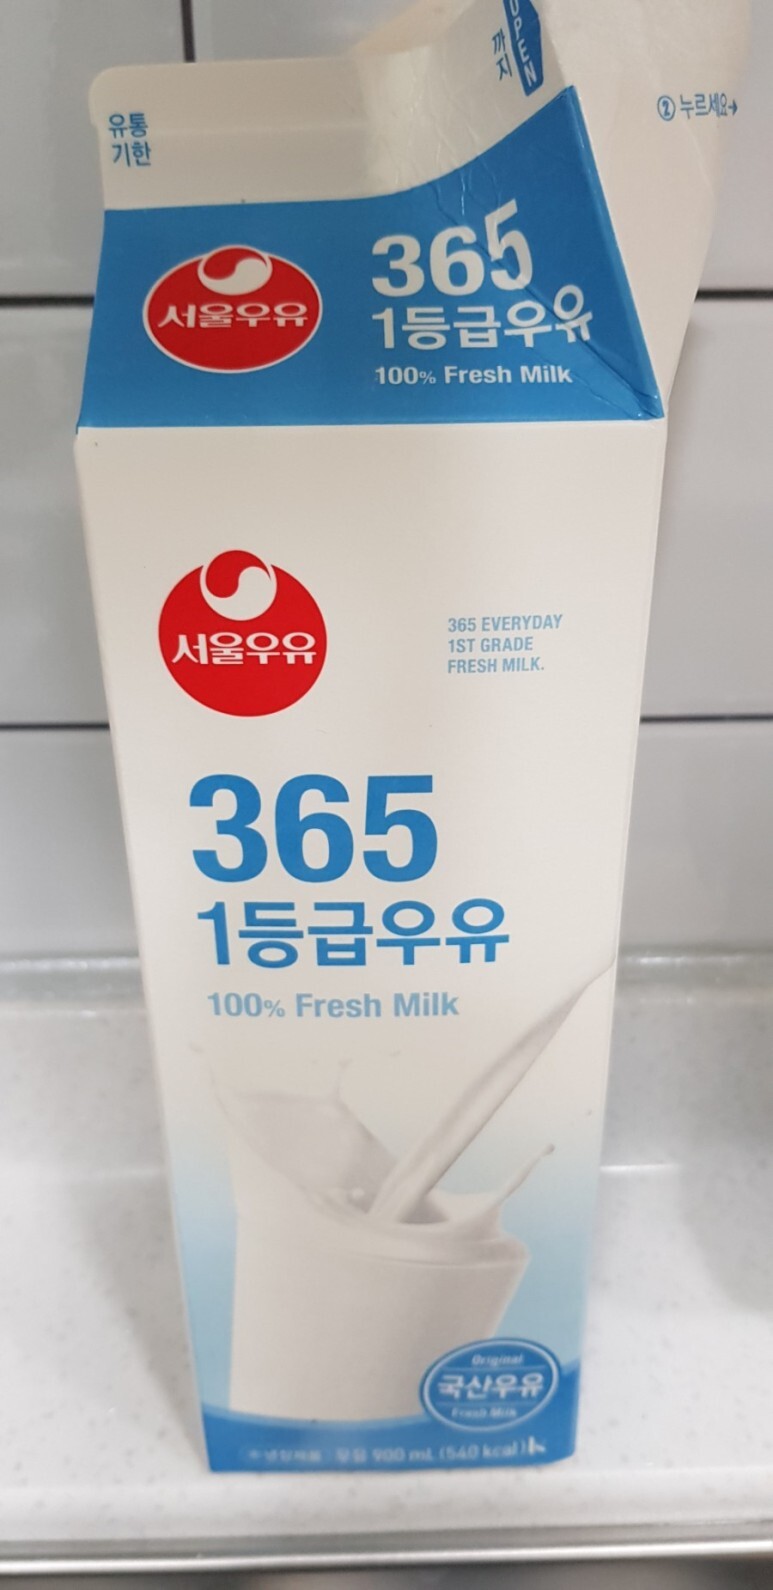 OPEN
까지
② 누르세요→
유통
기한
서울우유
365
1등급우유
100% Fresh Milk
서울우유
365 EVERYDAY
1ST GRADE
FRESH MILK.
365
1등급우유
100% Fresh Milk
Original
국산우유
Fresh Milk
900 mL (540 kcal)